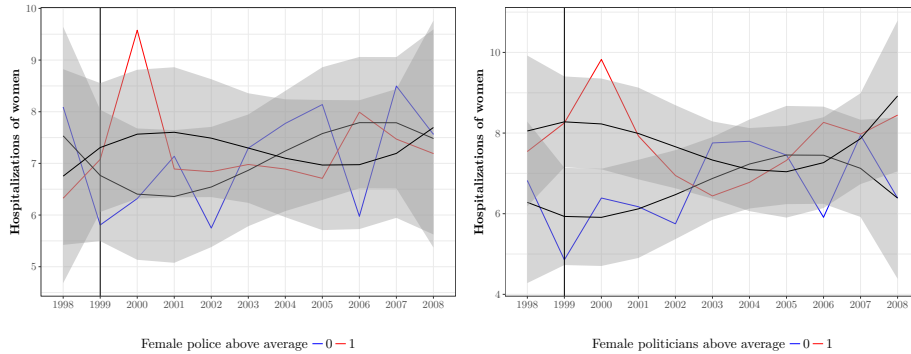 10
9
8
7
6
5
Hospitalizations of women
1998 1999 2000 2001 2002 2003 2004 2005 2006 2007 2008
Female police above average 0 1
10
8
6
4
Hospitalizations of women
1998 1999 2000 2001 2002 2003 2004 2005 2006 2007 2008
Female politicians above average 0 1